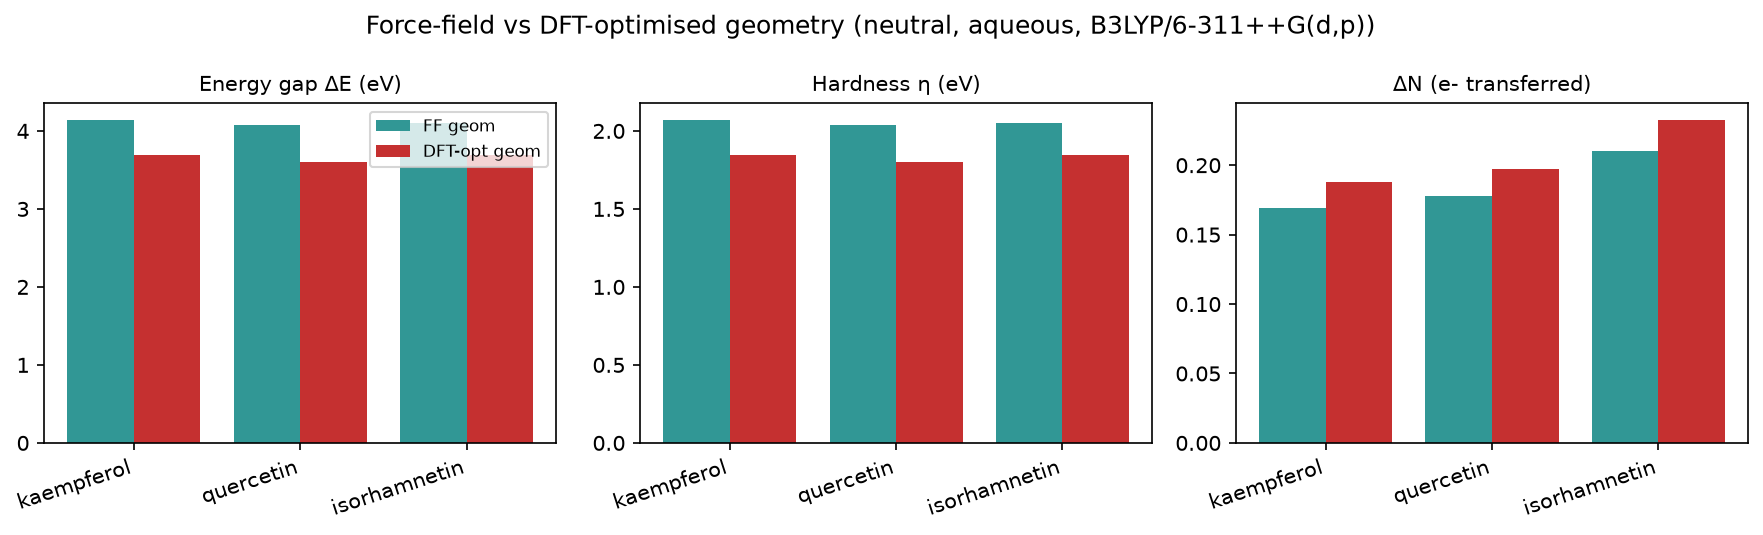 Force-field vs DFT-optimised geometry (neutral, aqueous, B3LYP/6-311++G(d,p))
Energy gap ΔE (eV)
4
3
2
1
0
FF geom
DFT-opt geom
kaempferol
quercetin
isorhamnetin
Hardness η (eV)
2.0
1.5
1.0
0.5
0.0
kaempferol
quercetin
isorhamnetin
ΔN (e- transferred)
0.20
0.15
0.10
0.05
0.00
kaempferol
quercetin
isorhamnetin